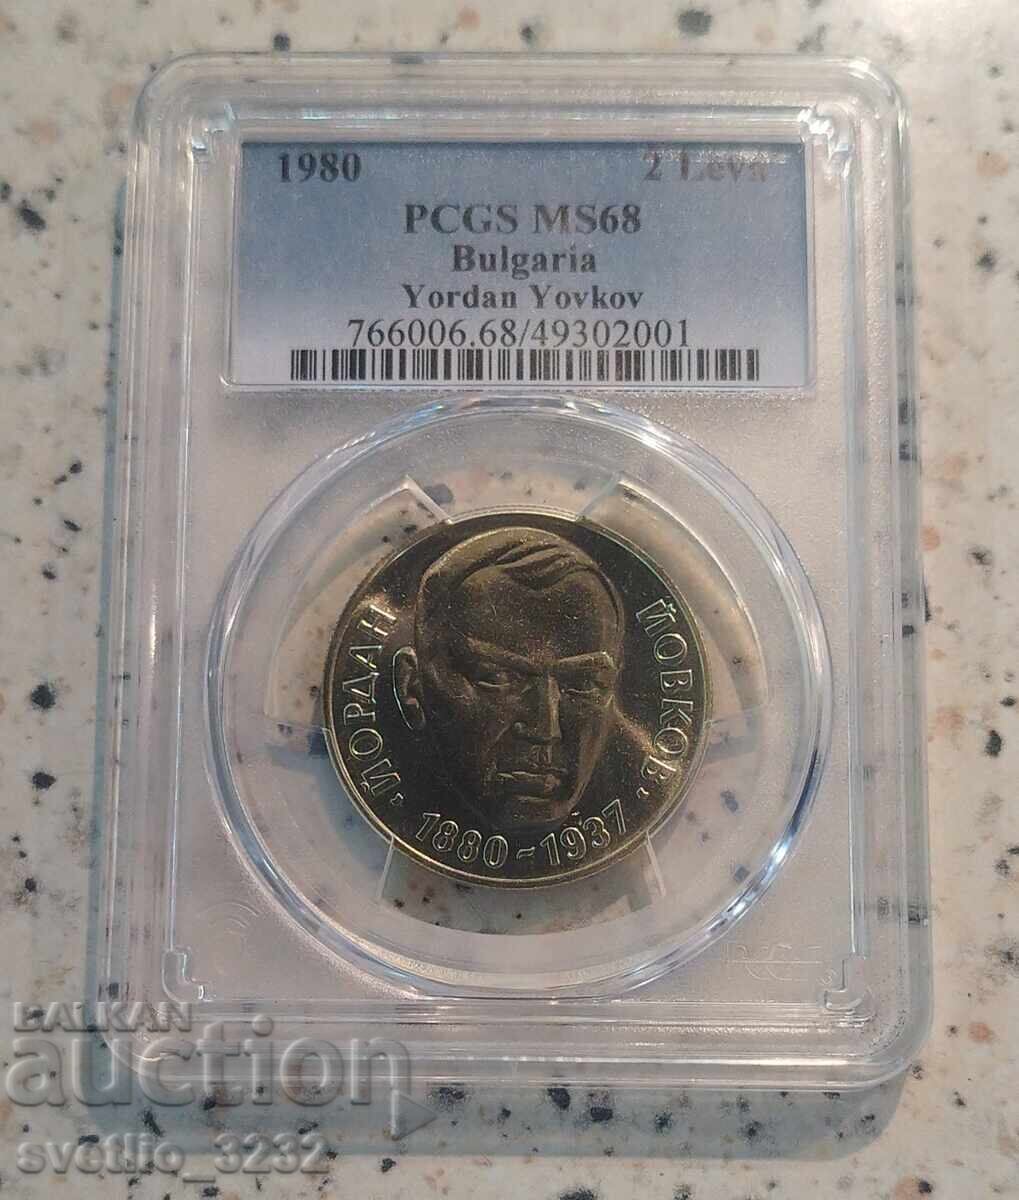 1980 2 Leva
PCGS MS68
Bulgaria
Yordan Yovkov
766006.68/49302001
ЙОРДАН ЙОВКОВ
1880-1937
BALKAN
auction
svetlio_3232